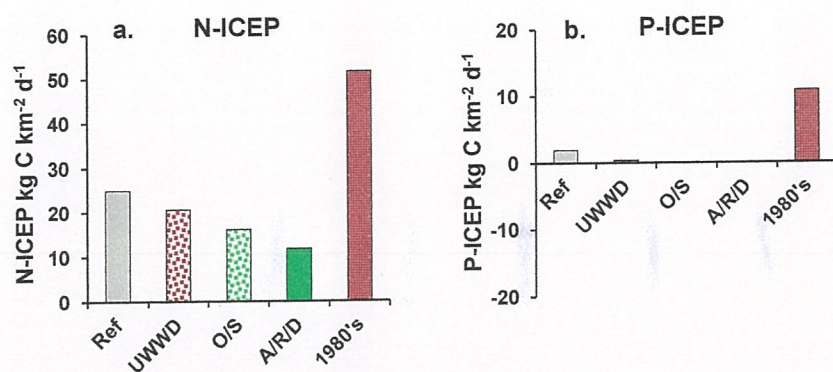 a. N-ICEP
N-ICEP kg C km-2 d-1
60
50
40
30
20
10
0
Ref
UWWD
O/S
A/R/D
1980's
b. P-ICEP
P-ICEP kg C km-2 d-1
20
10
0
-10
-20
Ref
UWWD
O/S
A/R/D
1980's